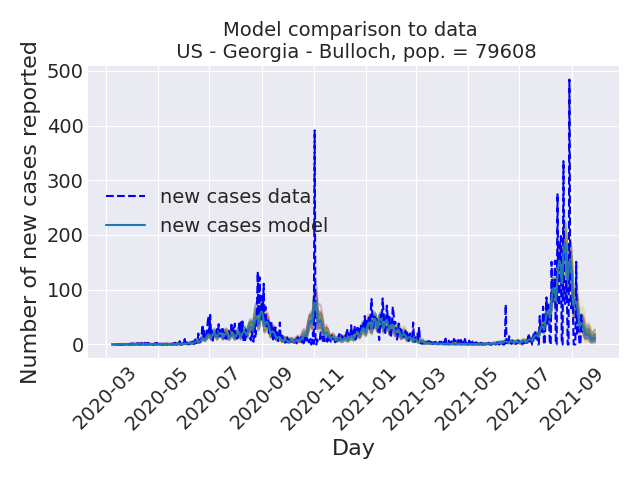 Model comparison to data
US - Georgia - Bulloch, pop. = 79608
Number of new cases reported
500
400
300
200
100
0
new cases data
new cases model
2020-03
2020-05
2020-07
2020-09
2020-11
2021-01
2021-03
2021-05
2021-07
2021-09
Day